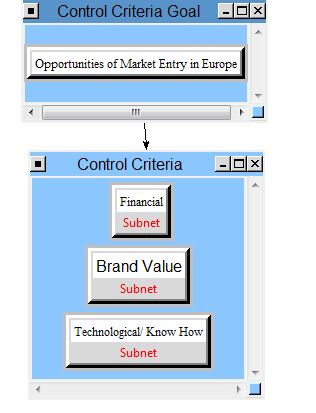 Control Criteria Goal
Opportunities of Market Entry in Europe
Control Criteria
Financial
Subnet
Brand Value
Subnet
Technological/ Know How
Subnet